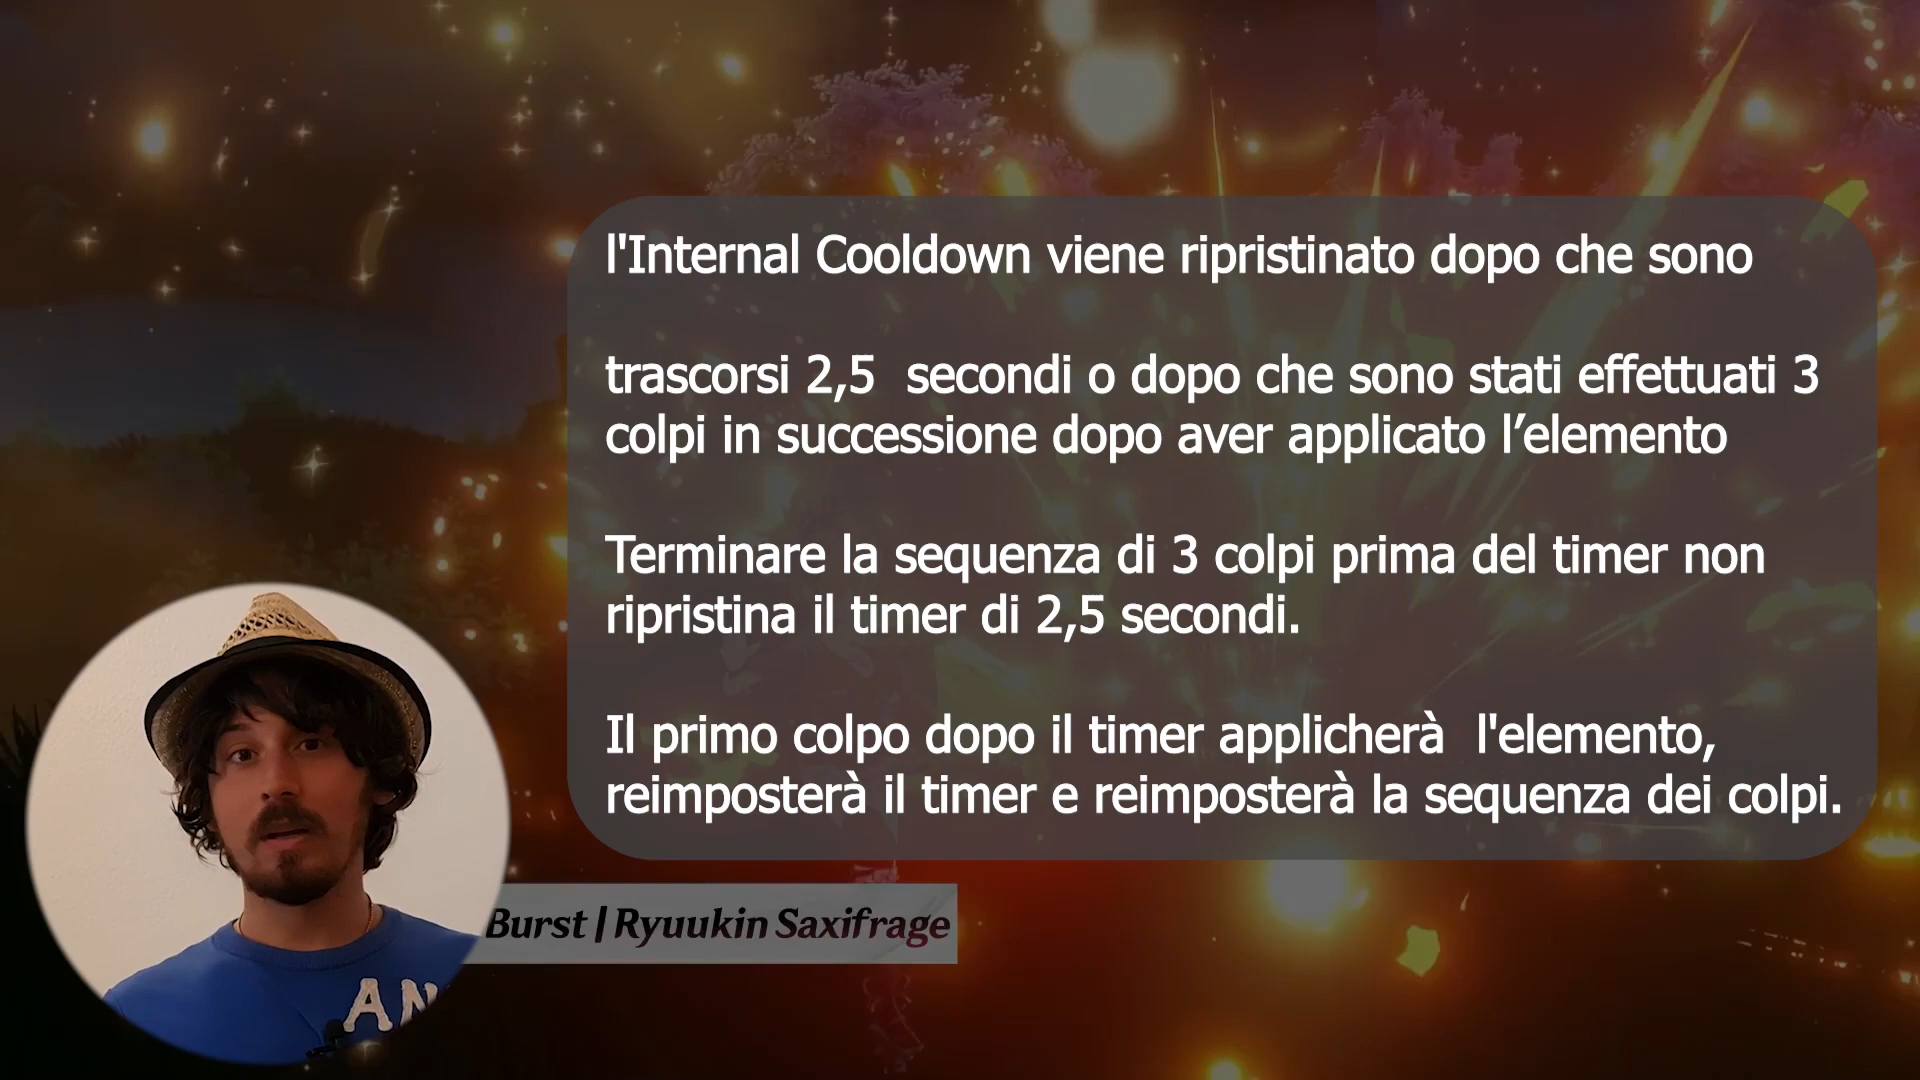 l'Internal Cooldown viene ripristinato dopo che sono
trascorsi 2,5  secondi o dopo che sono stati effettuati 3
colpi in successione dopo aver applicato l’elemento
Terminare la sequenza di 3 colpi prima del timer non
ripristina il timer di 2,5 secondi.
Il primo colpo dopo il timer applicherà  l'elemento,
reimposterà il timer e reimposterà la sequenza dei colpi.
Burst | Ryuukin Saxifrage
AN